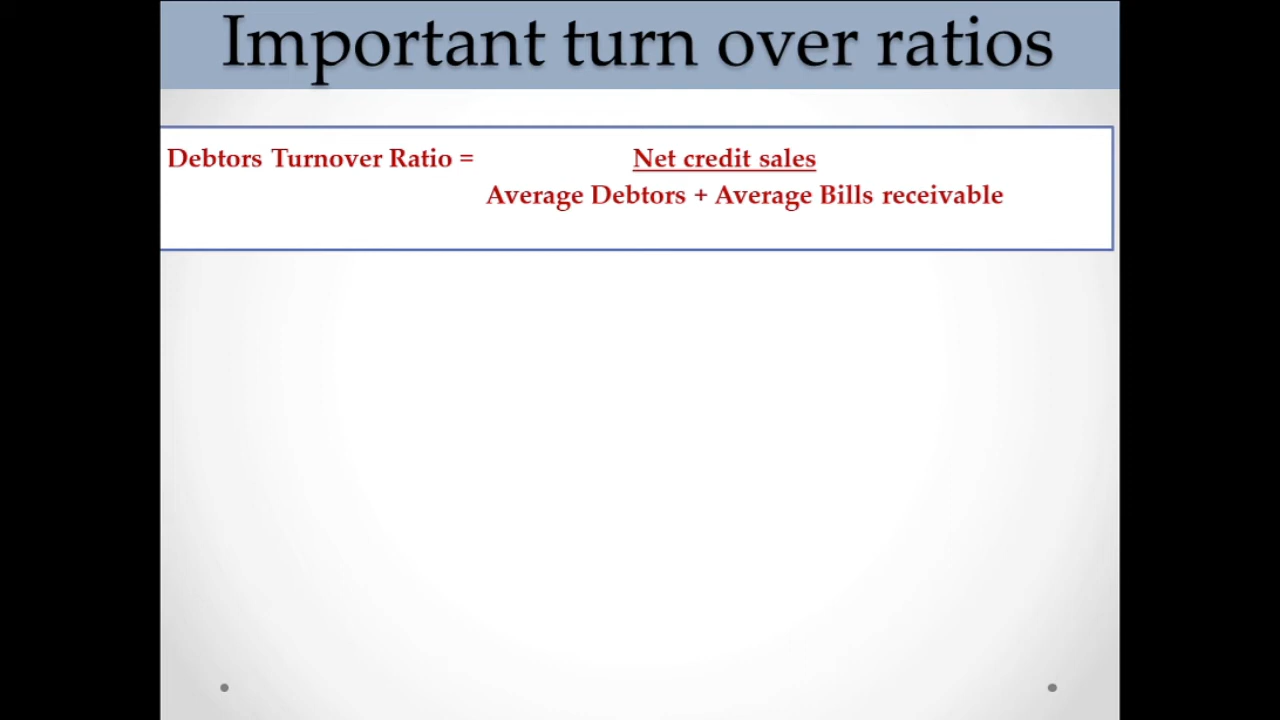 Important turn over ratios
Debtors Turnover Ratio = Net credit sales
Average Debtors + Average Bills receivable